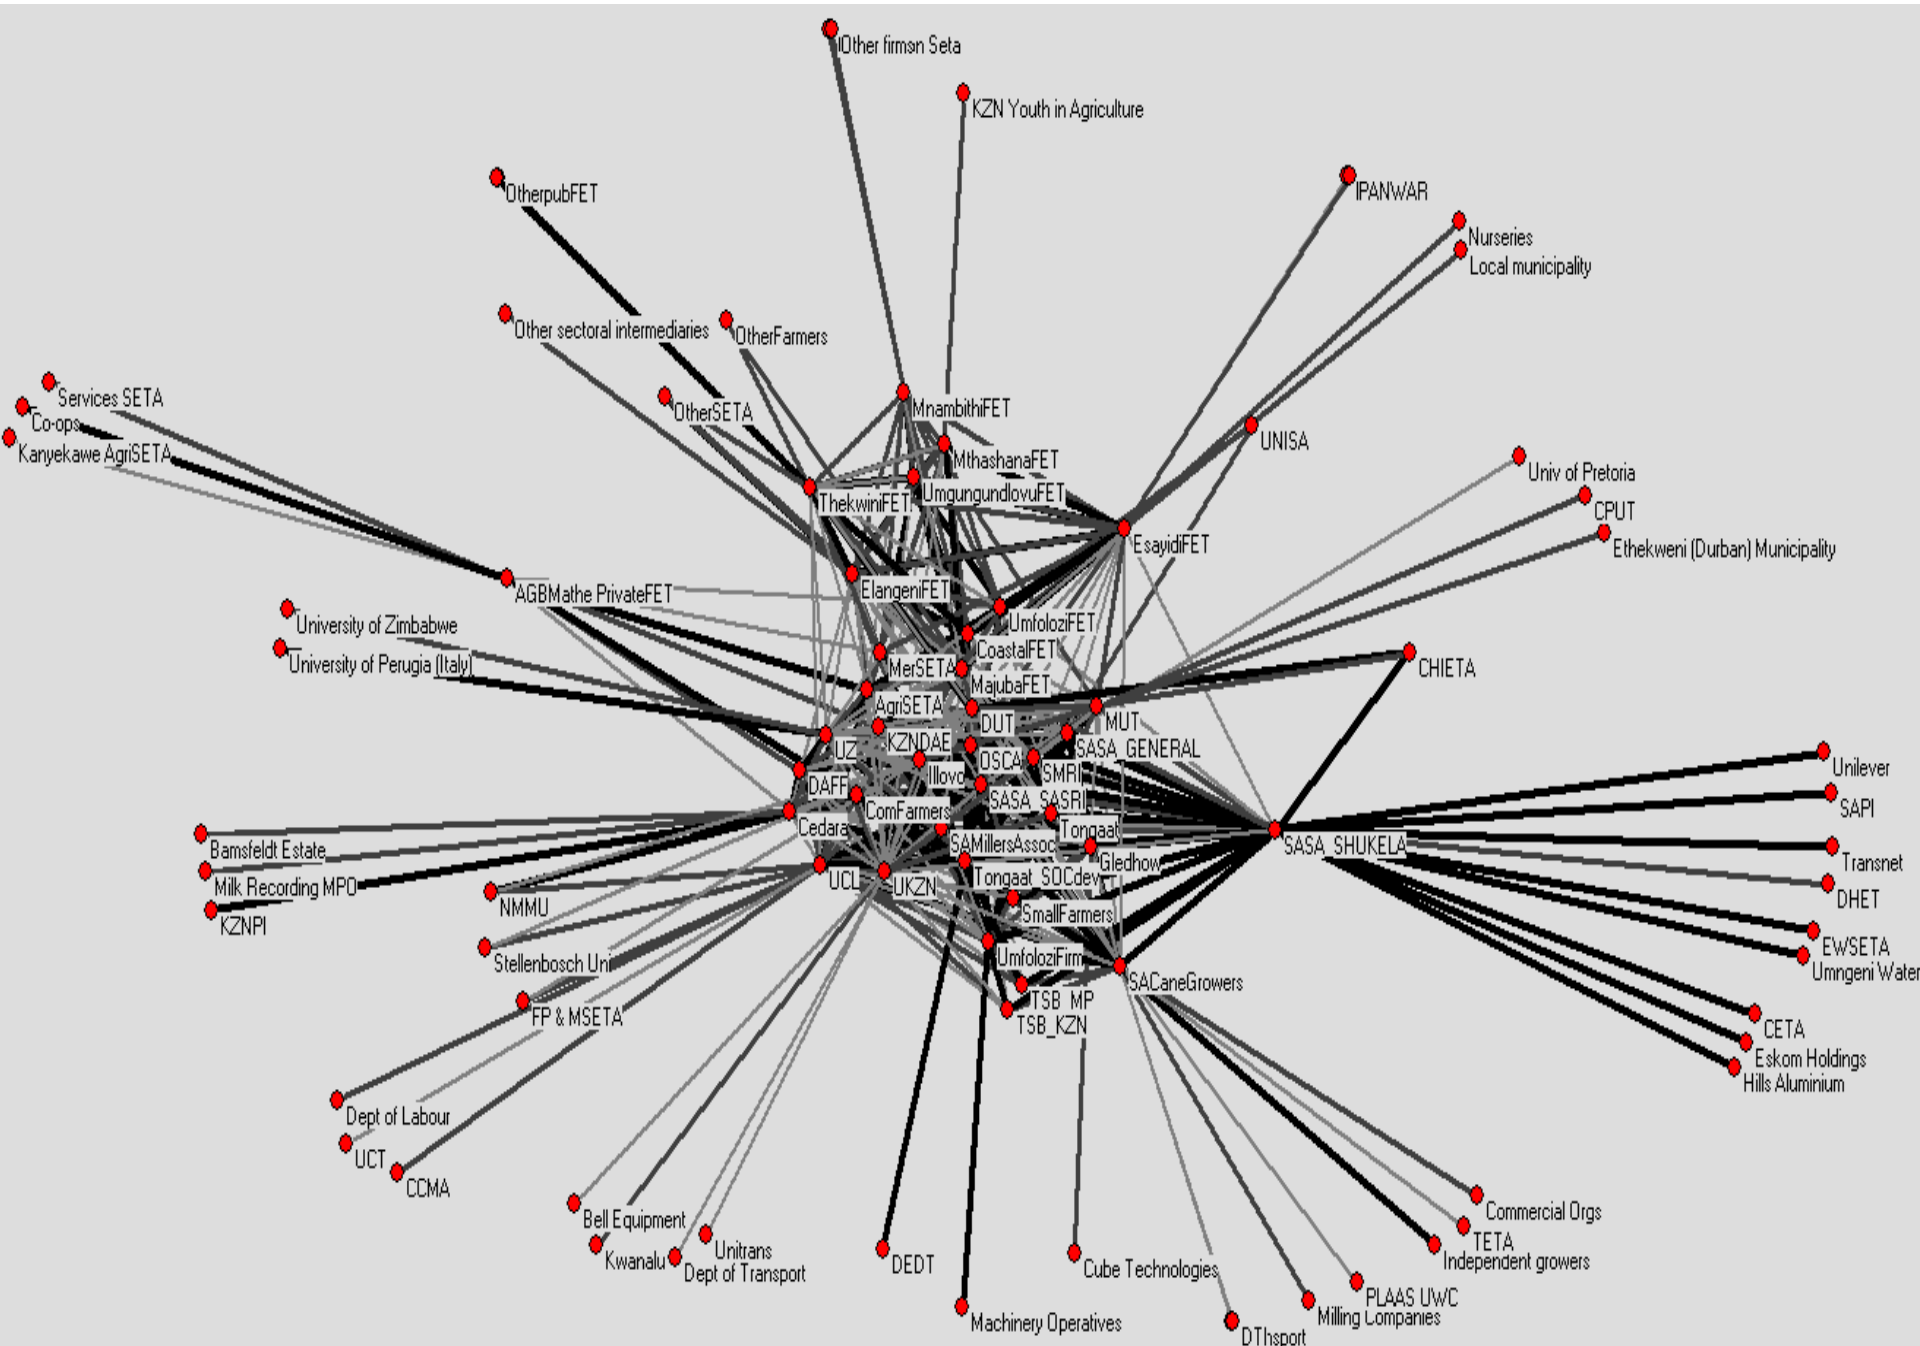 Other firms
n Seta
KZN Youth in Agriculture
OtherpubFET
IPANWAR
Nurseries
Local municipality
Other sectoral intermediaries
OtherFarmers
Services SETA
Co-ops
Kanyekawe AgriSETA
OtherSETA
MnambithiFET
UNISA
MthashanaFET
Univ of Pretoria
ThekwiniFET
UmgungundlovuFET
CPUT
EsayidiFET
Ethekweni (Durban) Municipality
AGBMathe PrivateFET
ElangeniFET
University of Zimbabwe
UmfoloziFET
University of Perugia (Italy)
CoastalFET
MerSETA
CHIETA
MajubaFET
AgriSETA
DUT
MUT
UZ
KZNDAE
SASA_GENERAL
OSCA
Illovo
SMRI
Unilever
DAFF
ComFarmers
SASA_SASRI
SAPI
Cedara
Tongaat
Bamsfeldt Estate
SAMillersAssoc
SASA_SHUKELA
Gledhow
Transnet
Milk Recording MPO
UCL
UKZN
Tongaat_SOCdev
DHET
KZNPI
NMMU
SmallFarmers
EWSETA
Stellenbosch Uni
UmfoloziFirm
Umngeni Water
SACaneGrowers
TSB_MP
FP & MSETA
TSB_KZN
CETA
Eskom Holdings
Hills Aluminium
Dept of Labour
UCT
CCMA
Commercial Orgs
Bell Equipment
TETA
Kwanalu
Unitrans
Dept of Transport
DEDT
Cube Technologies
Independent growers
PLAAS UWC
Milling Companies
Machinery Operatives